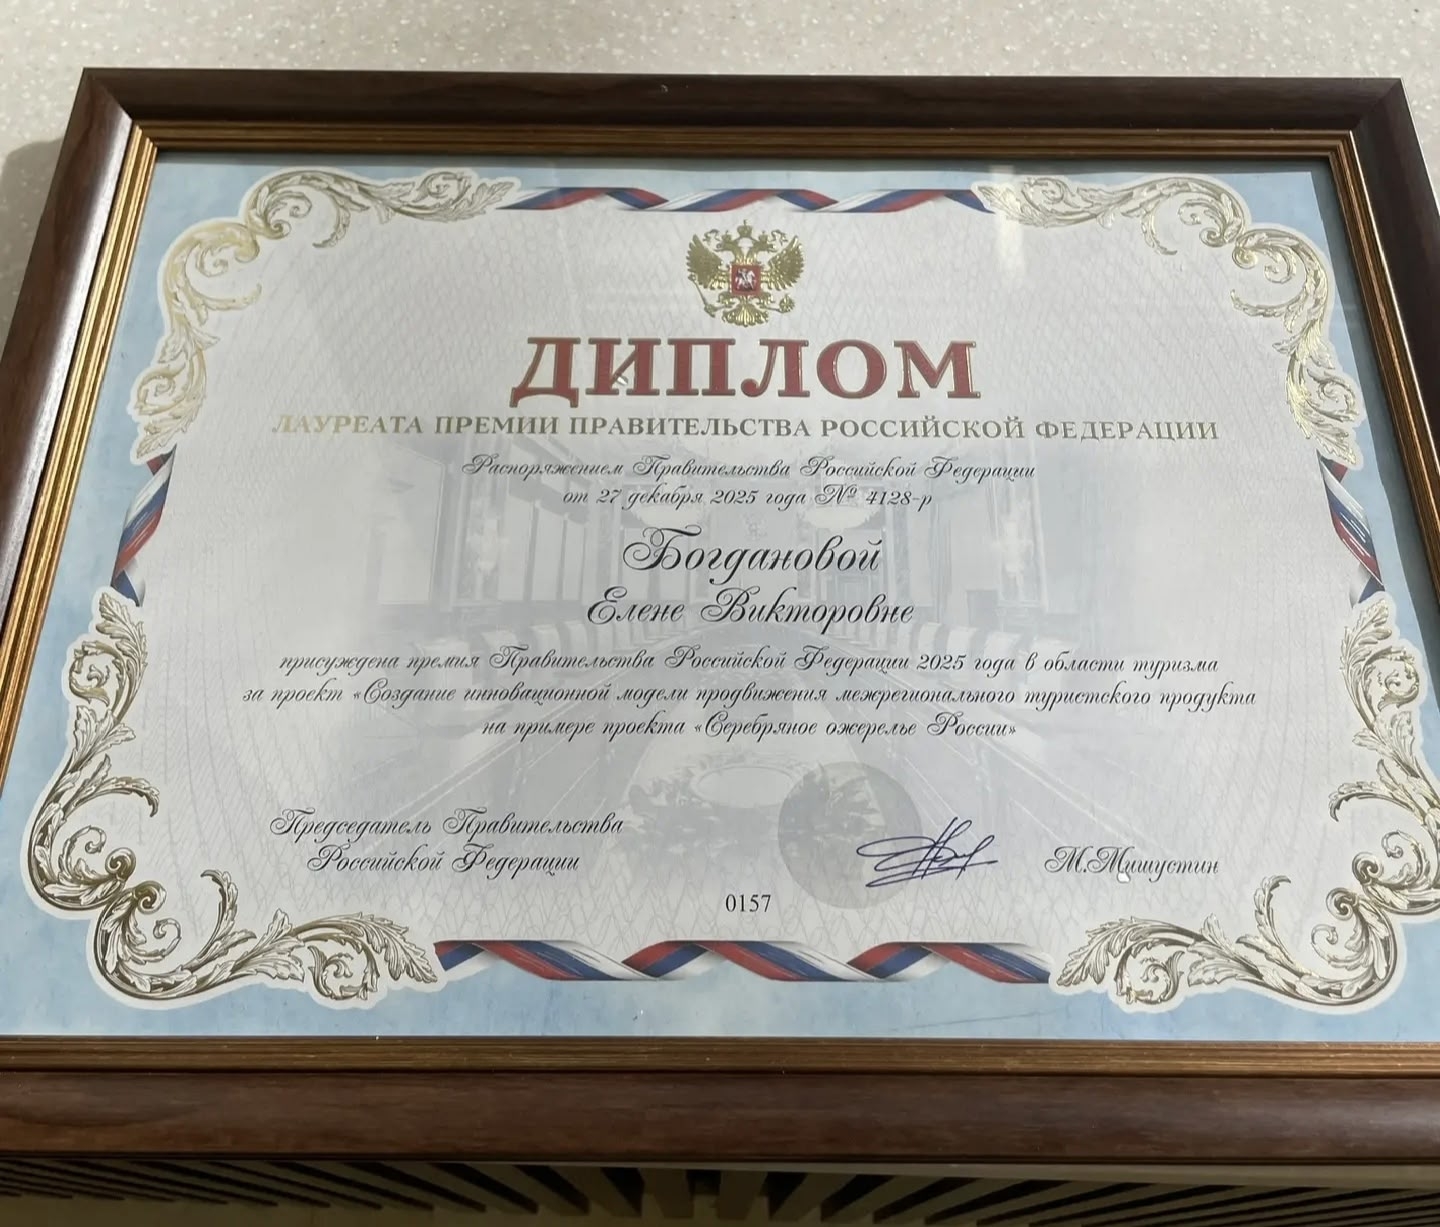 ДИПЛОМ
ЛАУРЕАТА ПРЕМИИ ПРАВИТЕЛЬСТВА РОССИЙСКОЙ ФЕДЕРАЦИИ
Распоряжением Правительства Российской Федерации
от 27 декабря 2025 года № 4128-р
Богдановой
Елене Викторовне
присуждена премия Правительства Российской Федерации 2025 года в области туризма
за проект «Создание инновационной модели продвижения межрегионального туристского продукта
на примере проекта «Серебряное ожерелье России»
Председатель Правительства
Российской Федерации
М.Мишустин
0157